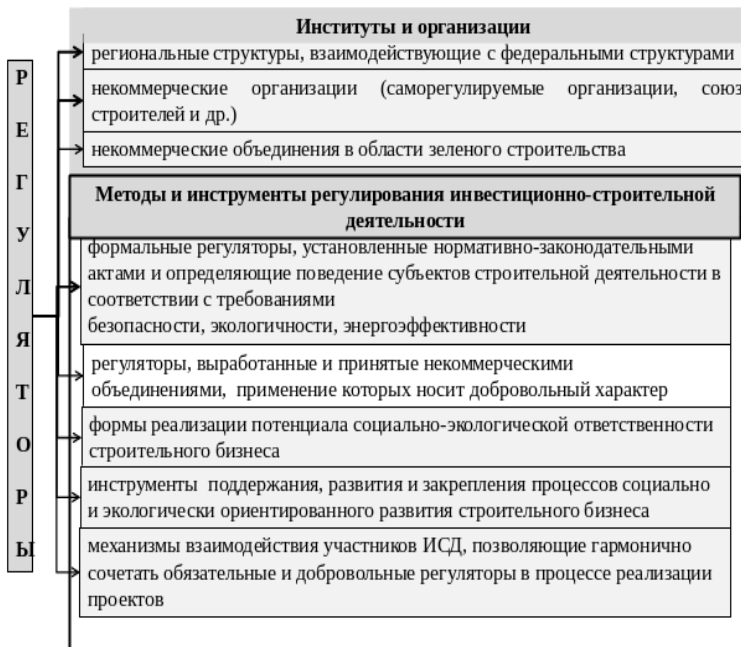 Институты и организации
региональные структуры, взаимодействующие с федеральными структурами
некоммерческие организации (саморегулируемые организации, союз
строителей и др.)
некоммерческие объединения в области зеленого строительства
Методы и инструменты регулирования инвестиционно-строительной
деятельности
формальные регуляторы, установленные нормативно-законодательными
актами и определяющие поведение субъектов строительной деятельности в
соответствии с требованиями
безопасности, экологичности, энергоэффективности
регуляторы, выработанные и принятые некоммерческими
объединениями, применение которых носит добровольный характер
формы реализации потенциала социально-экологической ответственности
строительного бизнеса
инструменты поддержания, развития и закрепления процессов социально
и экологически ориентированного развития строительного бизнеса
механизмы взаимодействия участников ИСД, позволяющие гармонично
сочетать обязательные и добровольные регуляторы в процессе реализации
проектов
Р
Е
Г
У
Л
Я
Т
О
Р
Ы